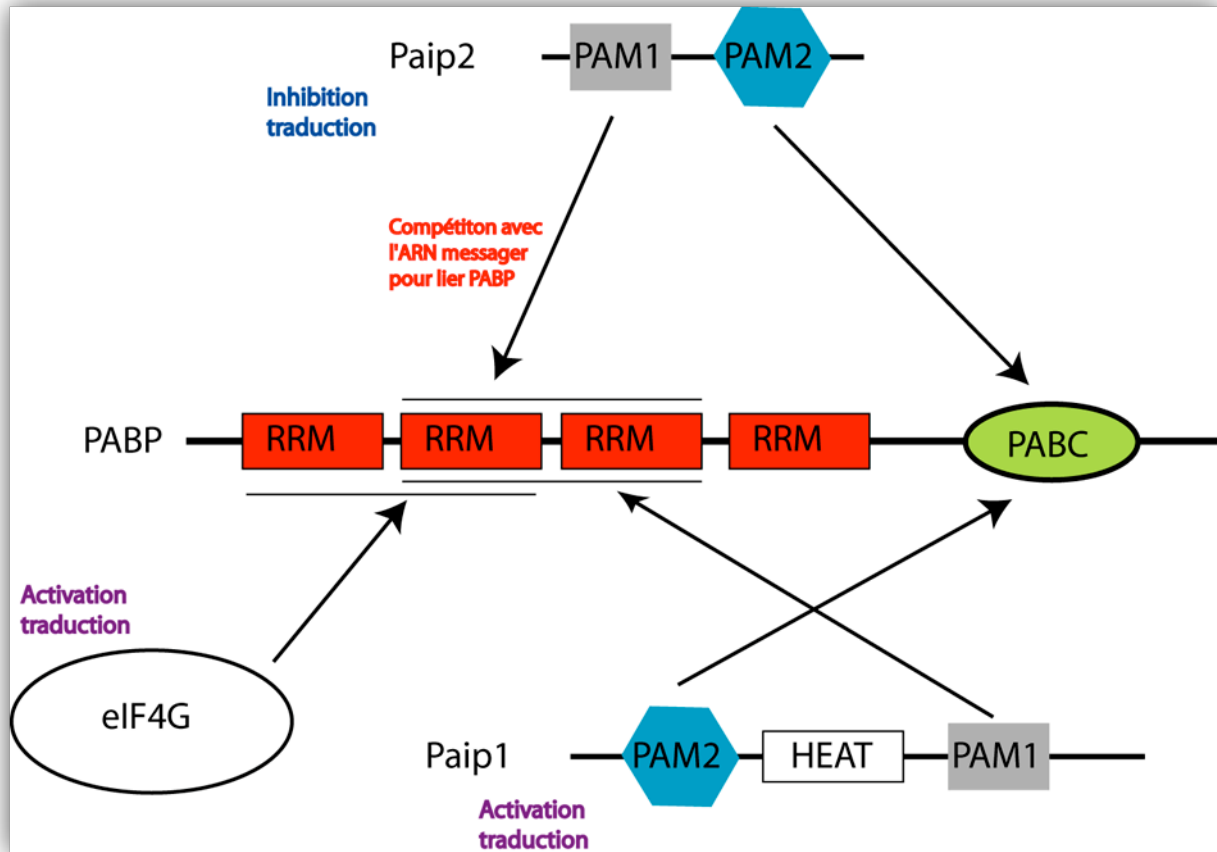 Paip2
PAM1
PAM2
Inhibition
traduction
Compétiton avec
l'ARN messager
pour lier PABP
PABP
RRM
RRM
RRM
RRM
PABC
Activation
traduction
eIF4G
Paip1
PAM2
HEAT
PAM1
Activation
traduction